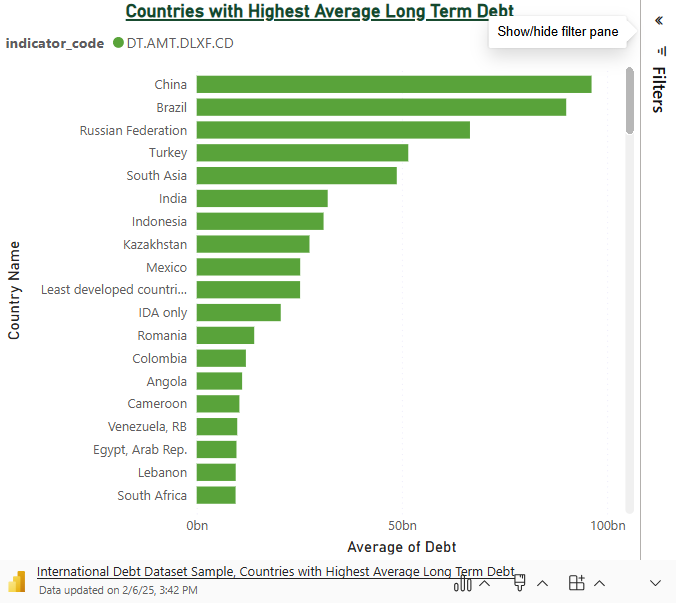 Countries with Highest Average Long Term Debt
Show/hide filter pane
indicator_code DT.AMT.DLXF.CD
Filters
Country Name
China
Brazil
Russian Federation
Turkey
South Asia
India
Indonesia
Kazakhstan
Mexico
Least developed countri...
IDA only
Romania
Colombia
Angola
Cameroon
Venezuela, RB
Egypt, Arab Rep.
Lebanon
South Africa
0bn 50bn 100bn
Average of Debt
International Debt Dataset Sample, Countries with Highest Average Long Term Debt
Data updated on 2/6/25, 3:42 PM